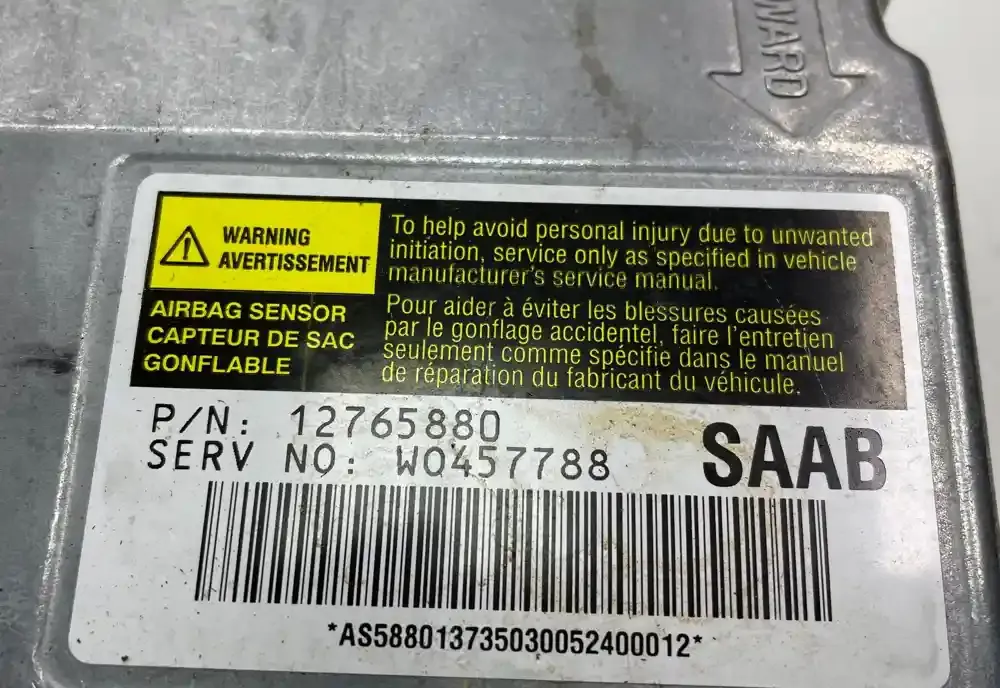 WARD
WARNING
AVERTISSEMENT
AIRBAG SENSOR
CAPTEUR DE SAC
GONFLABLE
To help avoid personal injury due to unwanted
initiation, service only as specified in vehicle
manufacturer's service manual.
Pour aider à éviter les blessures causées
par le gonflage accidentel, faire l'entretien
seulement comme spécifie dans le manuel
de réparation du fabricant du véhicule.
P/N: 12765880
SERV NO: W0457788
SAAB
*AS588013735030052400012*